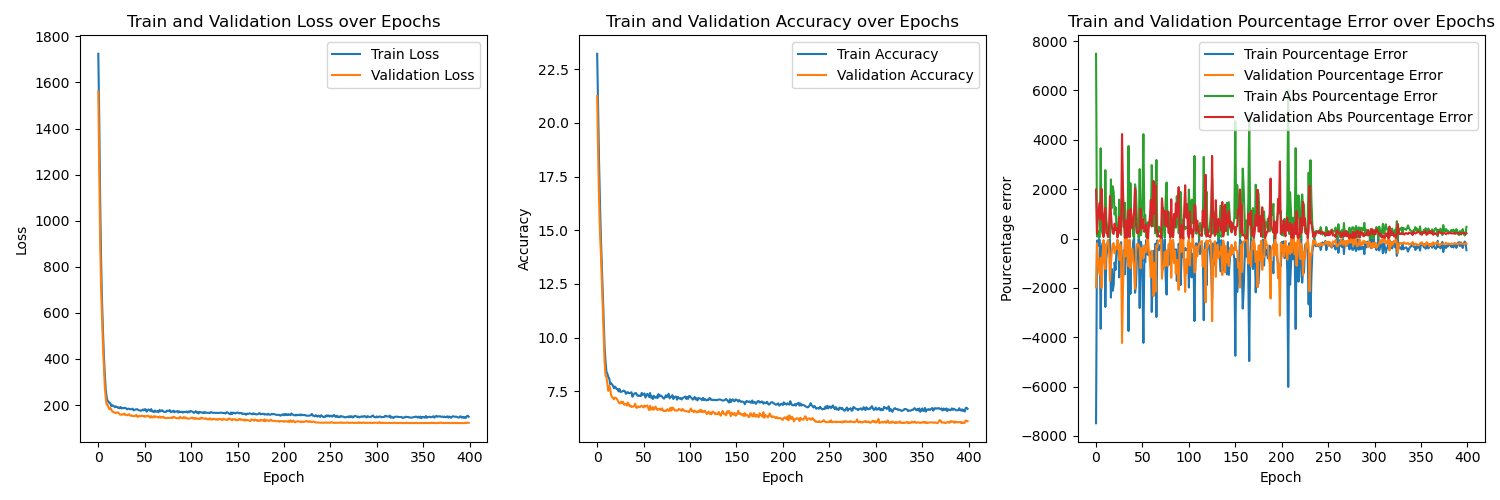 Train and Validation Loss over Epochs
1800
1600
1400
1200
1000
800
600
400
200
0 50 100 150 200 250 300 350 400
Loss
Epoch
Train Loss
Validation Loss
Train and Validation Accuracy over Epochs
22.5
20.0
17.5
15.0
12.5
10.0
7.5
0 50 100 150 200 250 300 350 400
Accuracy
Epoch
Train Accuracy
Validation Accuracy
Train and Validation Pourcentage Error over Epochs
8000
6000
4000
2000
0
−2000
−4000
−6000
−8000
0 50 100 150 200 250 300 350 400
Pourcentage error
Epoch
Train Pourcentage Error
Validation Pourcentage Error
Train Abs Pourcentage Error
Validation Abs Pourcentage Error